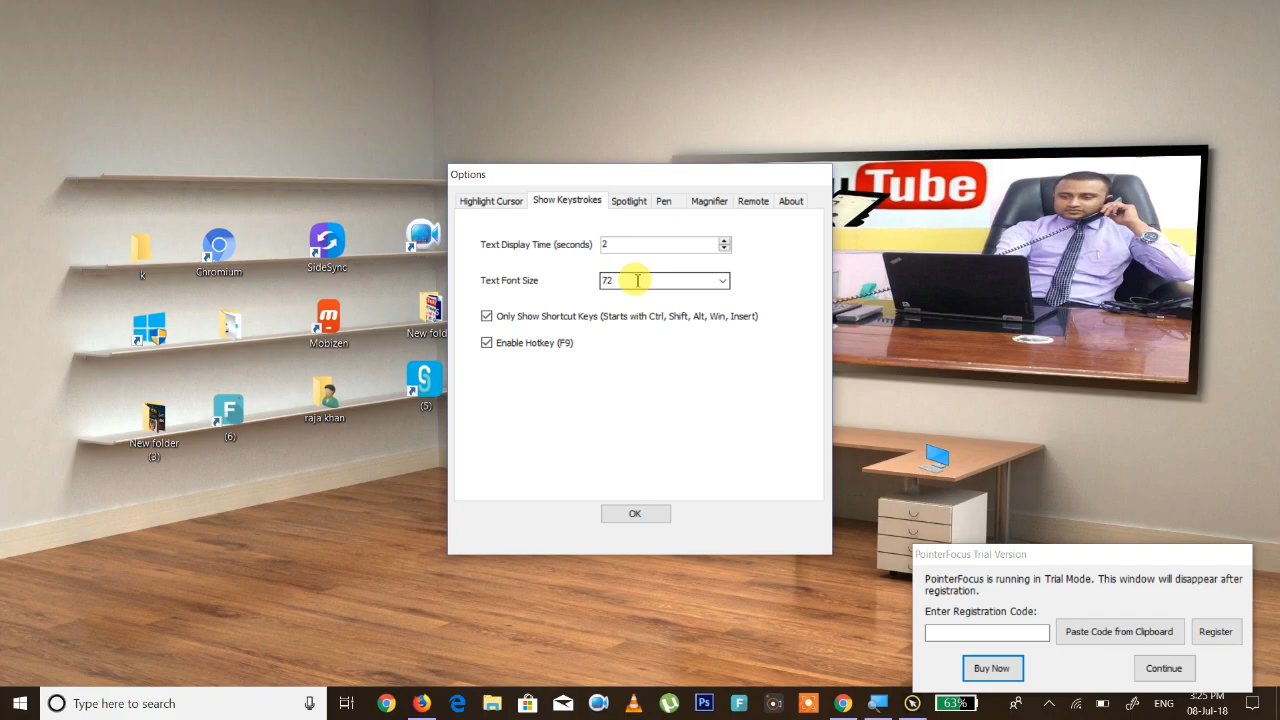 Options
Highlight Cursor
Show Keystrokes
Spotlight
Pen
Magnifier
Remote
About
Text Display Time (seconds)
2
Text Font Size
72
Only Show Shortcut Keys (Starts with Ctrl, Shift, Alt, Win, Insert)
Enable Hotkey (F9)
OK
Tube
K
Chromium
SideSync
Mobizen
New fold
New folder
(3)
F
(6)
raja khan
S
(5)
PointerFocus Trial Version
PointerFocus is running in Trial Mode. This window will disappear after
registration.
Enter Registration Code:
Paste Code from Clipboard
Register
Buy Now
Continue
Type here to search
Ps
F
63%
ENG
3:25 PM
08-Jul-18